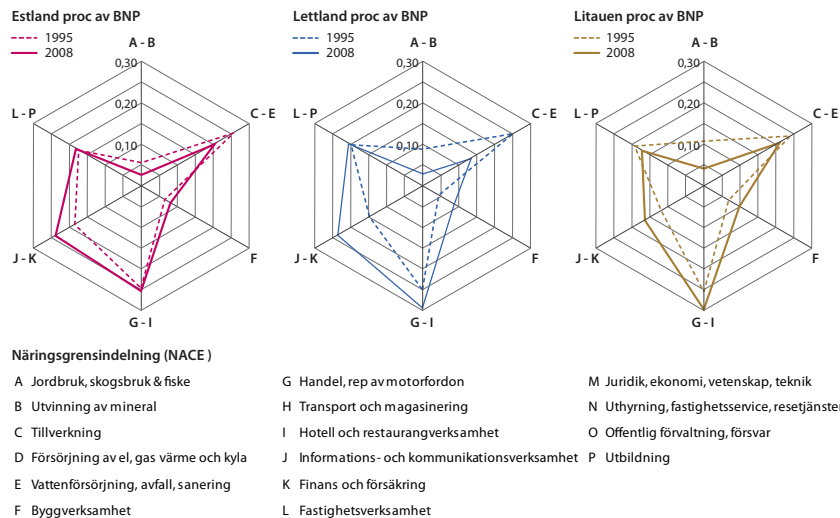 Estland proc av BNP
1995
2008
A - B
0,30
0,20
0,10
C - E
F
G - I
J - K
L - P
Lettland proc av BNP
1995
2008
A - B
0,30
0,20
0,10
C - E
F
G - I
J - K
L - P
Litauen proc av BNP
1995
2008
A - B
0,30
0,20
0,10
C - E
F
G - I
J - K
L - P
Näringsgrensindelning (NACE )
A Jordbruk, skogsbruk & fiske
B Utvinning av mineral
C Tillverkning
D Försörjning av el, gas värme och kyla
E Vattenförsörjning, avfall, sanering
F Byggverksamhet
G Handel, rep av motorfordon
H Transport och magasinering
I Hotell och restaurangverksamhet
J Informations- och kommunikationsverksamhet
K Finans och försäkring
L Fastighetsverksamhet
M Juridik, ekonomi, vetenskap, teknik
N Uthyrning, fastighetsservice, resetjänster
O Offentlig förvaltning, försvar
P Utbildning